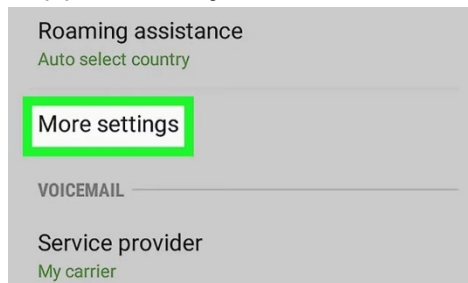 Roaming assistance
Auto select country
More settings
VOICEMAIL
Service provider
My carrier